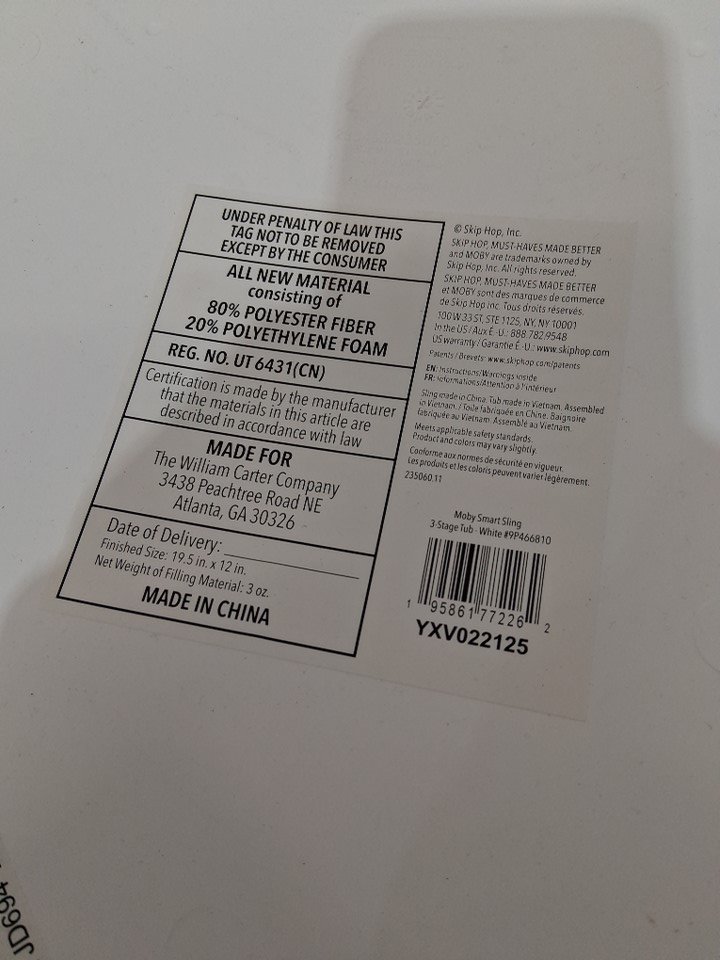 UNDER PENALTY OF LAW THIS
TAG NOT TO BE REMOVED
EXCEPT BY THE CONSUMER
ALL NEW MATERIAL
consisting of
80% POLYESTER FIBER
20% POLYETHYLENE FOAM
REG. NO. UT 6431(CN)
Certification is made by the manufacturer
that the materials in this article are
described in accordance with law
MADE FOR
The William Carter Company
3438 Peachtree Road NE
Atlanta, GA 30326
Date of Delivery:
Finished Size: 19.5 in. x 12 in.
Net Weight of Filling Material: 3 oz.
MADE IN CHINA
© Skip Hop, Inc.
SKIP HOP, MUST-HAVES MADE BETTER
and MOBY are trademarks owned by
Skip Hop, Inc. All rights reserved.
SKIP HOP, MUST-HAVES MADE BETTER
et MOBY sont des marques de commerce
de Skip Hop Inc. Tous droits réservés.
100 W 33 ST, STE 1125, NY, NY 10001
In the US / Aux É.-U.: 888.782.9548
US warranty / Garantie É.-U.: www.skiphop.com
Patents / Brevets: www.skiphop.com/patents
EN: Instructions/Warnings inside
FR: Informations/Attention à l'intérieur
Sling made in China. Tub made in Vietnam. Assembled
in Vietnam. / Toile fabriquée en Chine. Baignoire
fabriquée au Vietnam. Assemblé au Vietnam.
Meets applicable safety standards.
Product and colors may vary slightly.
Conforme aux normes de sécurité en vigueur.
Les produits et les coloris peuvent varier légèrement.
235060.11
Moby Smart Sling
3-Stage Tub - White #9P466810
1 95861 77226 2
YXV022125
JD694